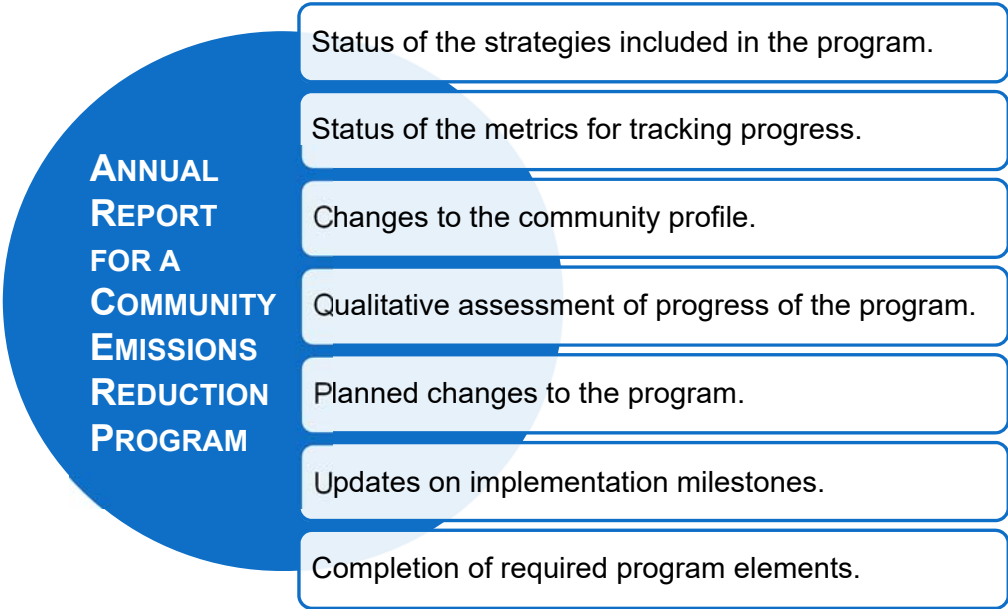 ANNUAL
REPORT
FOR A
COMMUNITY
EMISSIONS
REDUCTION
PROGRAM
Status of the strategies included in the program.
Status of the metrics for tracking progress.
Changes to the community profile.
Qualitative assessment of progress of the program.
Planned changes to the program.
Updates on implementation milestones.
Completion of required program elements.